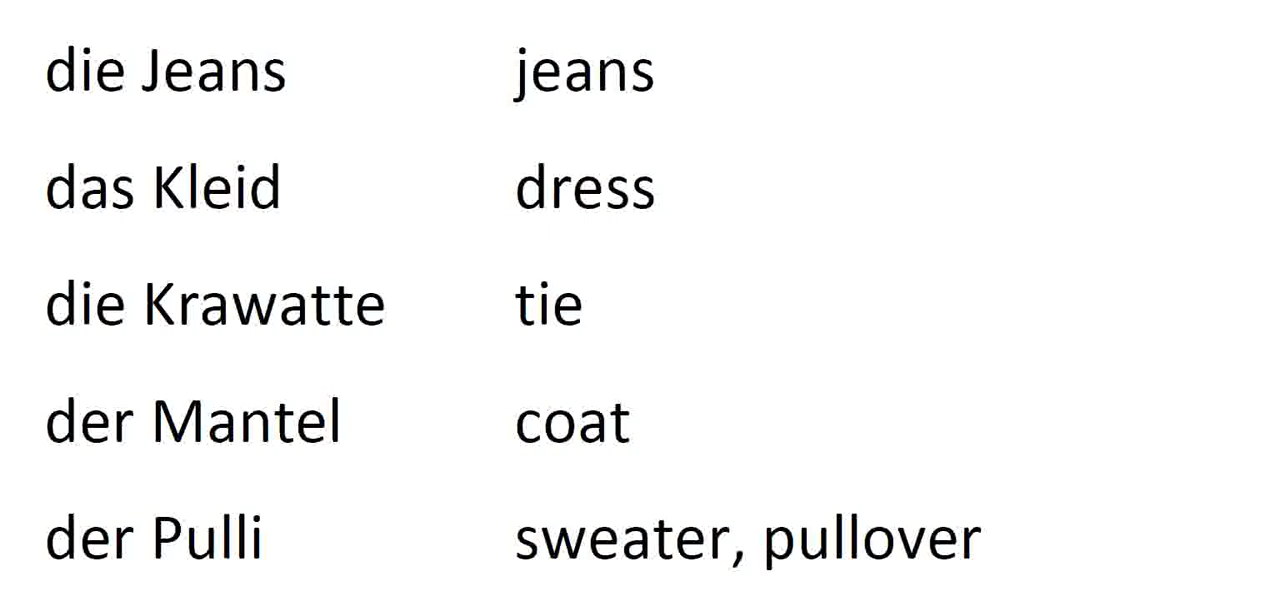 die Jeans jeans
das Kleid dress
die Krawatte tie
der Mantel coat
der Pulli sweater, pullover